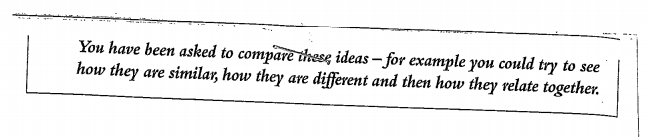 You have been asked to compare these ideas – for example you could try to see
how they are similar, how they are different and then how they relate together.